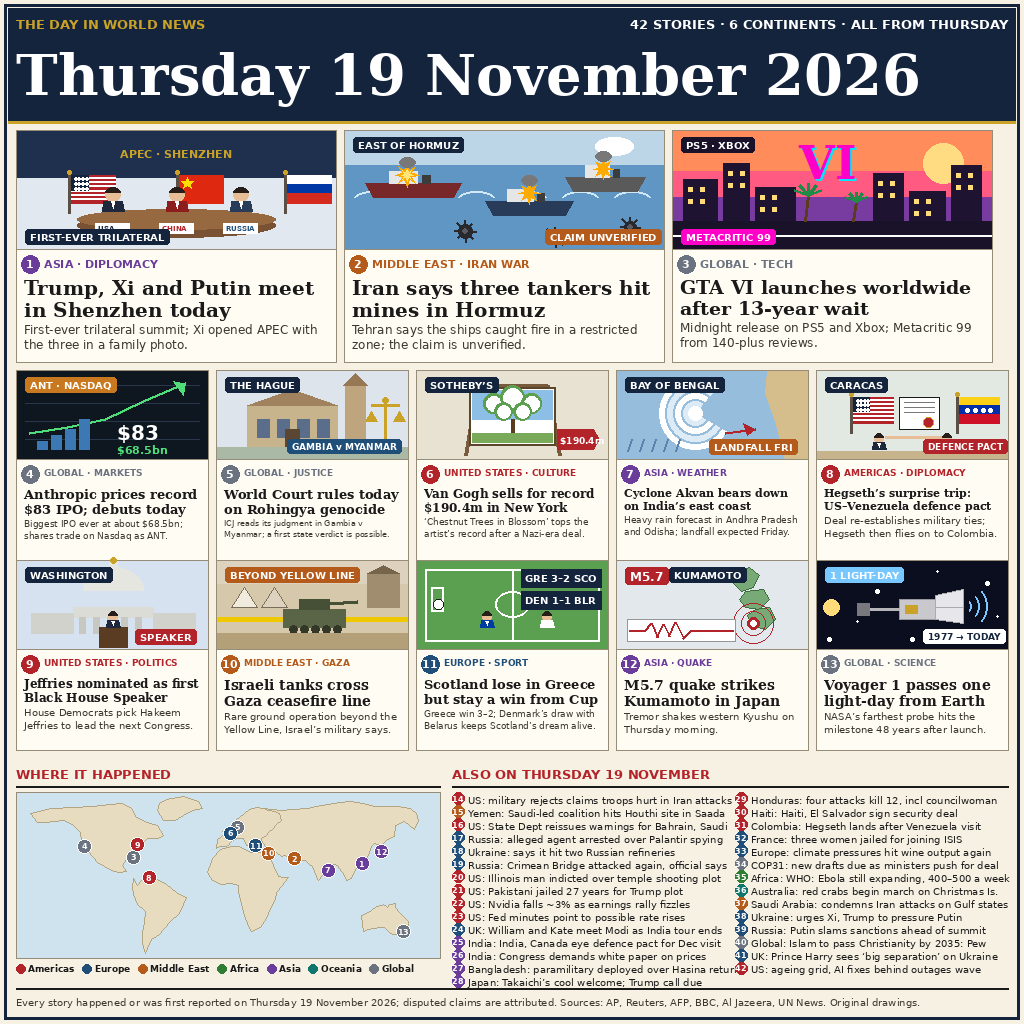 THE DAY IN WORLD NEWS
42 STORIES · 6 CONTINENTS · ALL FROM THURSDAY
Thursday 19 November 2026
APEC · SHENZHEN
USA
CHINA
RUSSIA
FIRST-EVER TRILATERAL
1 ASIA · DIPLOMACY
Trump, Xi and Putin meet
in Shenzhen today
First-ever trilateral summit; Xi opened APEC with
the three in a family photo.
EAST OF HORMUZ
CLAIM UNVERIFIED
2 MIDDLE EAST · IRAN WAR
Iran says three tankers hit
mines in Hormuz
Tehran says the ships caught fire in a restricted
zone; the claim is unverified.
PS5 · XBOX
VI
METACRITIC 99
3 GLOBAL · TECH
GTA VI launches worldwide
after 13-year wait
Midnight release on PS5 and Xbox; Metacritic 99
from 140-plus reviews.
ANT · NASDAQ
$83
$68.5bn
4 GLOBAL · MARKETS
Anthropic prices record
$83 IPO; debuts today
Biggest IPO ever at about $68.5bn;
shares trade on Nasdaq as ANT.
THE HAGUE
GAMBIA v MYANMAR
5 GLOBAL · JUSTICE
World Court rules today
on Rohingya genocide
ICJ reads its judgment in Gambia v
Myanmar; a first state verdict is possible.
SOTHEBY'S
$190.4m
6 UNITED STATES · CULTURE
Van Gogh sells for record
$190.4m in New York
‘Chestnut Trees in Blossom’ tops the
artist’s record after a Nazi-era deal.
BAY OF BENGAL
LANDFALL FRI
7 ASIA · WEATHER
Cyclone Akvan bears down
on India’s east coast
Heavy rain forecast in Andhra Pradesh
and Odisha; landfall expected Friday.
CARACAS
DEFENCE PACT
8 AMERICAS · DIPLOMACY
Hegseth’s surprise trip:
US–Venezuela defence pact
Deal re-establishes military ties;
Hegseth then flies on to Colombia.
WASHINGTON
SPEAKER
9 UNITED STATES · POLITICS
Jeffries nominated as first
Black House Speaker
House Democrats pick Hakeem
Jeffries to lead the next Congress.
BEYOND YELLOW LINE
10 MIDDLE EAST · GAZA
Israeli tanks cross
Gaza ceasefire line
Rare ground operation beyond the
Yellow Line, Israel’s military says.
GRE 3–2 SCO
DEN 1–1 BLR
11 EUROPE · SPORT
Scotland lose in Greece
but stay a win from Cup
Greece win 3–2; Denmark’s draw with
Belarus keeps Scotland’s dream alive.
M5.7 KUMAMOTO
12 ASIA · QUAKE
M5.7 quake strikes
Kumamoto in Japan
Tremor shakes western Kyushu on
Thursday morning.
1 LIGHT-DAY
1977 → TODAY
13 GLOBAL · SCIENCE
Voyager 1 passes one
light-day from Earth
NASA’s farthest probe hits the
milestone 48 years after launch.
WHERE IT HAPPENED
4
9
3
8
5
6
11
10
2
7
1
12
13
Americas Europe Middle East Africa Asia Oceania Global
ALSO ON THURSDAY 19 NOVEMBER
14 US: military rejects claims troops hurt in Iran attacks
15 Yemen: Saudi-led coalition hits Houthi site in Saada
16 US: State Dept reissues warnings for Bahrain, Saudi
17 Russia: alleged agent arrested over Palantir spying
18 Ukraine: says it hit two Russian refineries
19 Russia: Crimean Bridge attacked again, official says
20 US: Illinois man indicted over temple shooting plot
21 US: Pakistani jailed 27 years for Trump plot
22 US: Nvidia falls ~3% as earnings rally fizzles
23 US: Fed minutes point to possible rate rises
24 UK: William and Kate meet Modi as India tour ends
25 India: India, Canada eye defence pact for Dec visit
26 India: Congress demands white paper on prices
27 Bangladesh: paramilitary deployed over Hasina return
28 Japan: Takaichi’s cool welcome; Trump call due
29 Honduras: four attacks kill 12, incl councilwoman
30 Haiti: Haiti, El Salvador sign security deal
31 Colombia: Hegseth lands after Venezuela visit
32 France: three women jailed for joining ISIS
33 Europe: climate pressures hit wine output again
34 COP31: new drafts due as ministers push for deal
35 Africa: WHO: Ebola still expanding, 400–500 a week
36 Australia: red crabs begin march on Christmas Is.
37 Saudi Arabia: condemns Iran attacks on Gulf states
38 Ukraine: urges Xi, Trump to pressure Putin
39 Russia: Putin slams sanctions ahead of summit
40 Global: Islam to pass Christianity by 2035: Pew
41 UK: Prince Harry sees ‘big separation’ on Ukraine
42 US: ageing grid, AI fixes behind outages wave
Every story happened or was first reported on Thursday 19 November 2026; disputed claims are attributed. Sources: AP, Reuters, AFP, BBC, Al Jazeera, UN News. Original drawings.